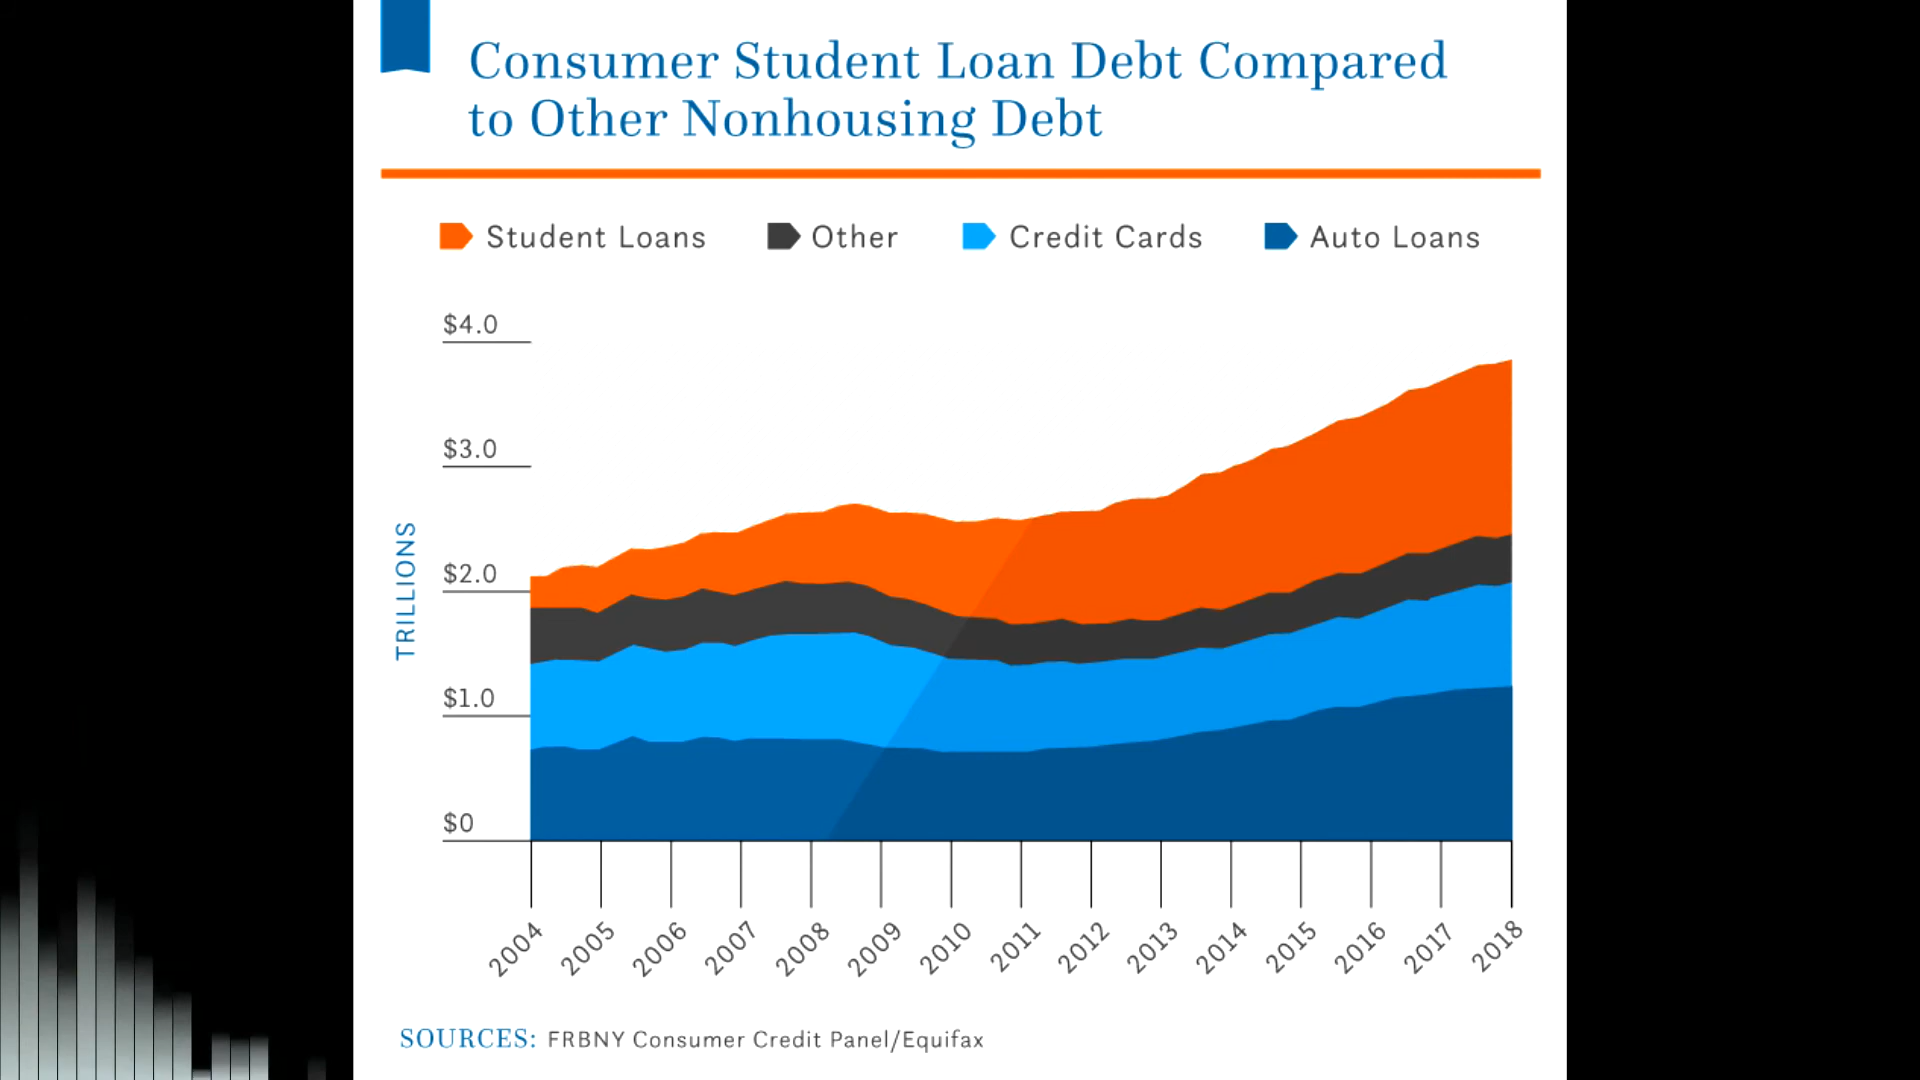 Consumer Student Loan Debt Compared
to Other Nonhousing Debt
Student Loans Other Credit Cards Auto Loans
$4.0
$3.0
$2.0
$1.0
$0
TRILLIONS
2004 2005 2006 2007 2008 2009 2010 2011 2012 2013 2014 2015 2016 2017 2018
SOURCES: FRBNY Consumer Credit Panel/Equifax